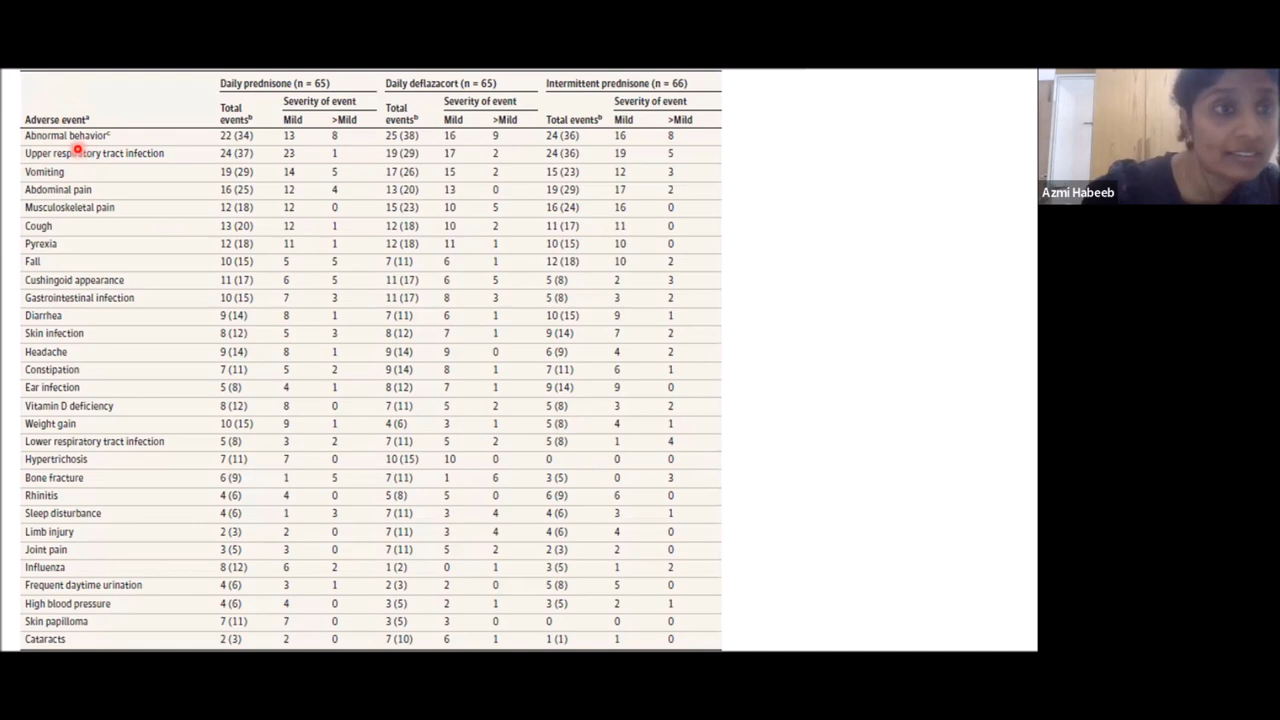 Daily prednisone (n = 65) Daily deflazacort (n = 65) Intermittent prednisone (n = 66)
Adverse eventᵃ Total eventsᵇ Severity of event Mild >Mild Total eventsᵇ Severity of event Mild >Mild Total eventsᵇ Severity of event Mild >Mild
Abnormal behaviorᶜ 22 (34) 13 8 25 (38) 16 9 24 (36) 16 8
Upper respiratory tract infection 24 (37) 23 1 19 (29) 17 2 24 (36) 19 5
Vomiting 19 (29) 14 5 17 (26) 15 2 15 (23) 12 3
Abdominal pain 16 (25) 12 4 13 (20) 13 0 19 (29) 17 2
Musculoskeletal pain 12 (18) 12 0 15 (23) 10 5 16 (24) 16 0
Cough 13 (20) 12 1 12 (18) 10 2 11 (17) 11 0
Pyrexia 12 (18) 11 1 12 (18) 11 1 10 (15) 10 0
Fall 10 (15) 5 5 7 (11) 6 1 12 (18) 10 2
Cushingoid appearance 11 (17) 6 5 11 (17) 6 5 5 (8) 2 3
Gastrointestinal infection 10 (15) 7 3 11 (17) 8 3 5 (8) 3 2
Diarrhea 9 (14) 8 1 7 (11) 6 1 10 (15) 9 1
Skin infection 8 (12) 5 3 8 (12) 7 1 9 (14) 7 2
Headache 9 (14) 8 1 9 (14) 9 0 6 (9) 4 2
Constipation 7 (11) 5 2 9 (14) 8 1 7 (11) 6 1
Ear infection 5 (8) 4 1 8 (12) 7 1 9 (14) 9 0
Vitamin D deficiency 8 (12) 8 0 7 (11) 5 2 5 (8) 3 2
Weight gain 10 (15) 9 1 4 (6) 3 1 5 (8) 4 1
Lower respiratory tract infection 5 (8) 3 2 7 (11) 5 2 5 (8) 1 4
Hypertrichosis 7 (11) 7 0 10 (15) 10 0 0 0 0
Bone fracture 6 (9) 1 5 7 (11) 1 6 3 (5) 0 3
Rhinitis 4 (6) 4 0 5 (8) 5 0 6 (9) 6 0
Sleep disturbance 4 (6) 1 3 7 (11) 3 4 4 (6) 3 1
Limb injury 2 (3) 2 0 7 (11) 3 4 4 (6) 4 0
Joint pain 3 (5) 3 0 7 (11) 5 2 2 (3) 2 0
Influenza 8 (12) 6 2 1 (2) 0 1 3 (5) 1 2
Frequent daytime urination 4 (6) 3 1 2 (3) 2 0 5 (8) 5 0
High blood pressure 4 (6) 4 0 3 (5) 2 1 3 (5) 2 1
Skin papilloma 7 (11) 7 0 3 (5) 3 0 0 0 0
Cataracts 2 (3) 2 0 7 (10) 6 1 1 (1) 1 0
Azmi Habeeb